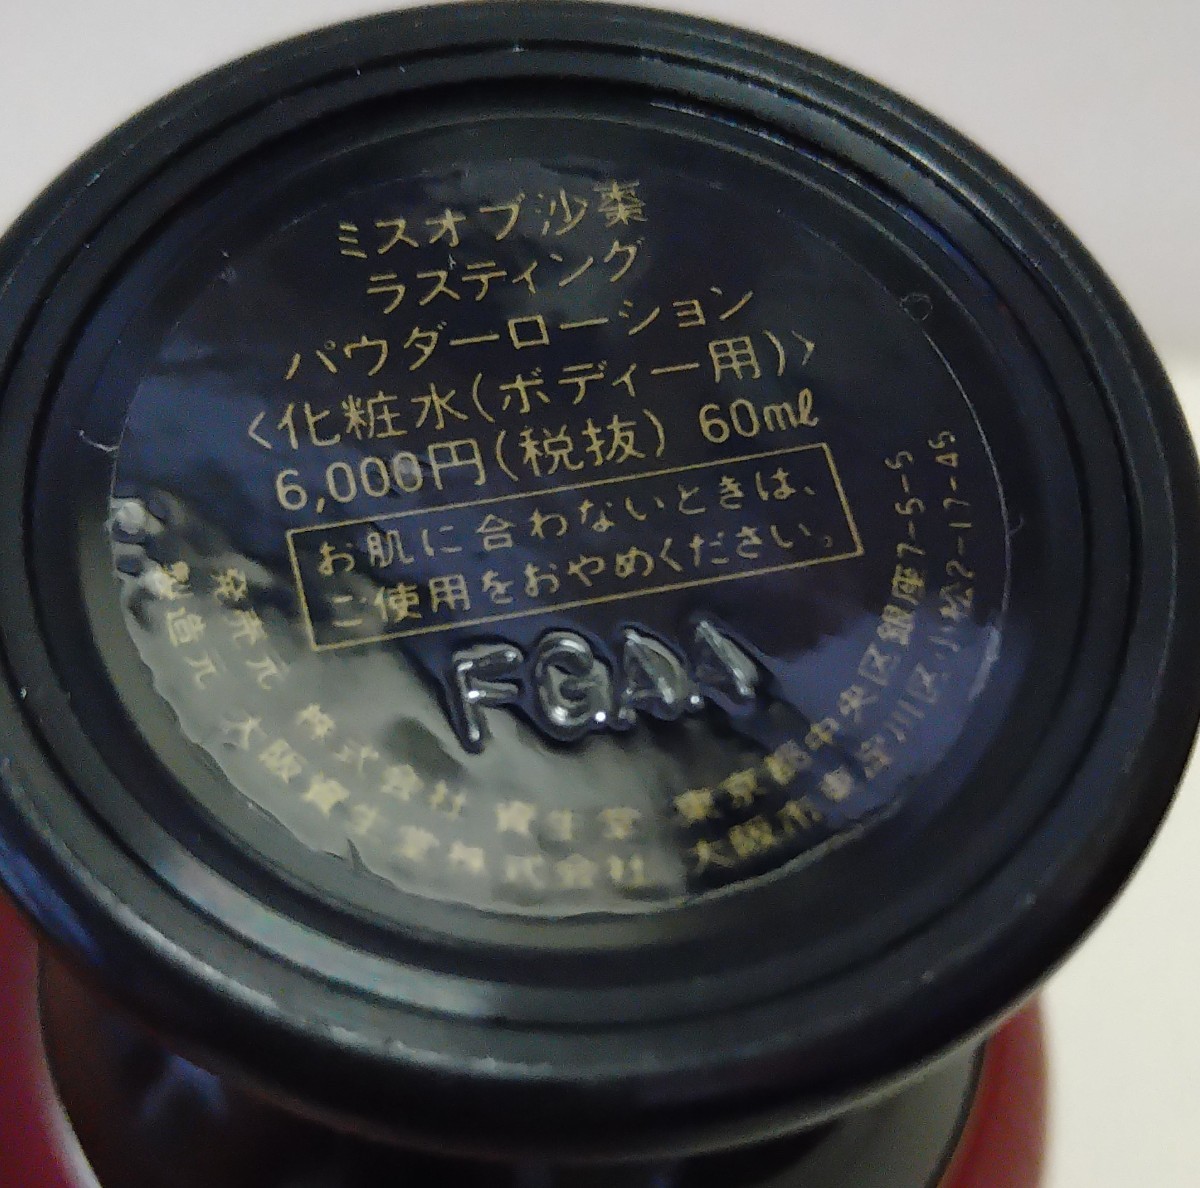 ミスオブ沙棗
ラスティング
パウダーローション
<化粧水(ボディー用)>
6,000円(税抜) 60mℓ
お肌に合わないときは、
ご使用をおやめください。
FGAA
発売元 株式会社 資生堂 東京都中央区銀座7-5-5
製造元 大阪資生堂株式会社 大阪市東淀川区小松2-17-45